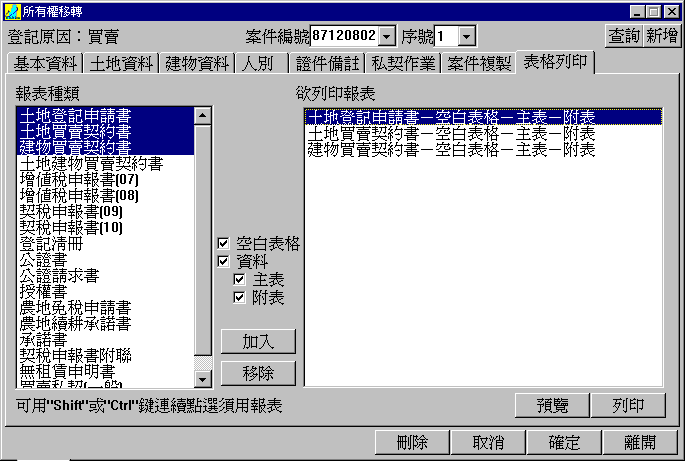 所有權移轉
登記原因：買賣 案件編號 87120802 序號 1 查詢 新增
基本資料 土地資料 建物資料 人別 證件備註 私契作業 案件複製 表格列印
報表種類 欲列印報表
土地登記申請書
土地買賣契約書
建物買賣契約書
土地建物買賣契約書
增值稅申報書(07)
增值稅申報書(08)
契稅申報書(09)
契稅申報書(10)
登記清冊
公證書
公證請求書
授權書
農地免稅申請書
農地續耕承諾書
承諾書
契稅申報書附聯
無租賃申明書
買賣私契(一般)
空白表格
資料
主表
附表
加入
移除
土地登記申請書－空白表格－主表－附表
土地買賣契約書－空白表格－主表－附表
建物買賣契約書－空白表格－主表－附表
可用"Shift"或"Ctrl"鍵連續點選須用報表
預覽 列印
刪除 取消 確定 離開